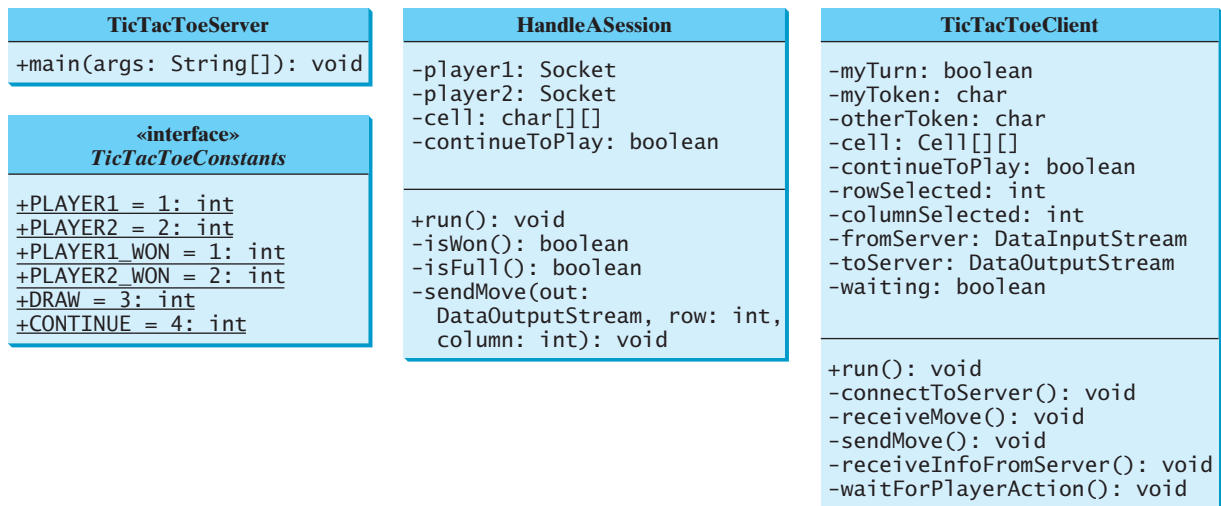 TicTacToeServer
+main(args: String[]): void
«interface»
TicTacToeConstants
+PLAYER1 = 1: int
+PLAYER2 = 2: int
+PLAYER1_WON = 1: int
+PLAYER2_WON = 2: int
+DRAW = 3: int
+CONTINUE = 4: int
HandleASession
-player1: Socket
-player2: Socket
-cell: char[][]
-continueToPlay: boolean
+run(): void
-isWon(): boolean
-isFull(): boolean
-sendMove(out:
DataOutputStream, row: int,
column: int): void
TicTacToeClient
-myTurn: boolean
-myToken: char
-otherToken: char
-cell: Cell[][]
-continueToPlay: boolean
-rowSelected: int
-columnSelected: int
-fromServer: DataInputStream
-toServer: DataOutputStream
-waiting: boolean
+run(): void
-connectToServer(): void
-receiveMove(): void
-sendMove(): void
-receiveInfoFromServer(): void
-waitForPlayerAction(): void